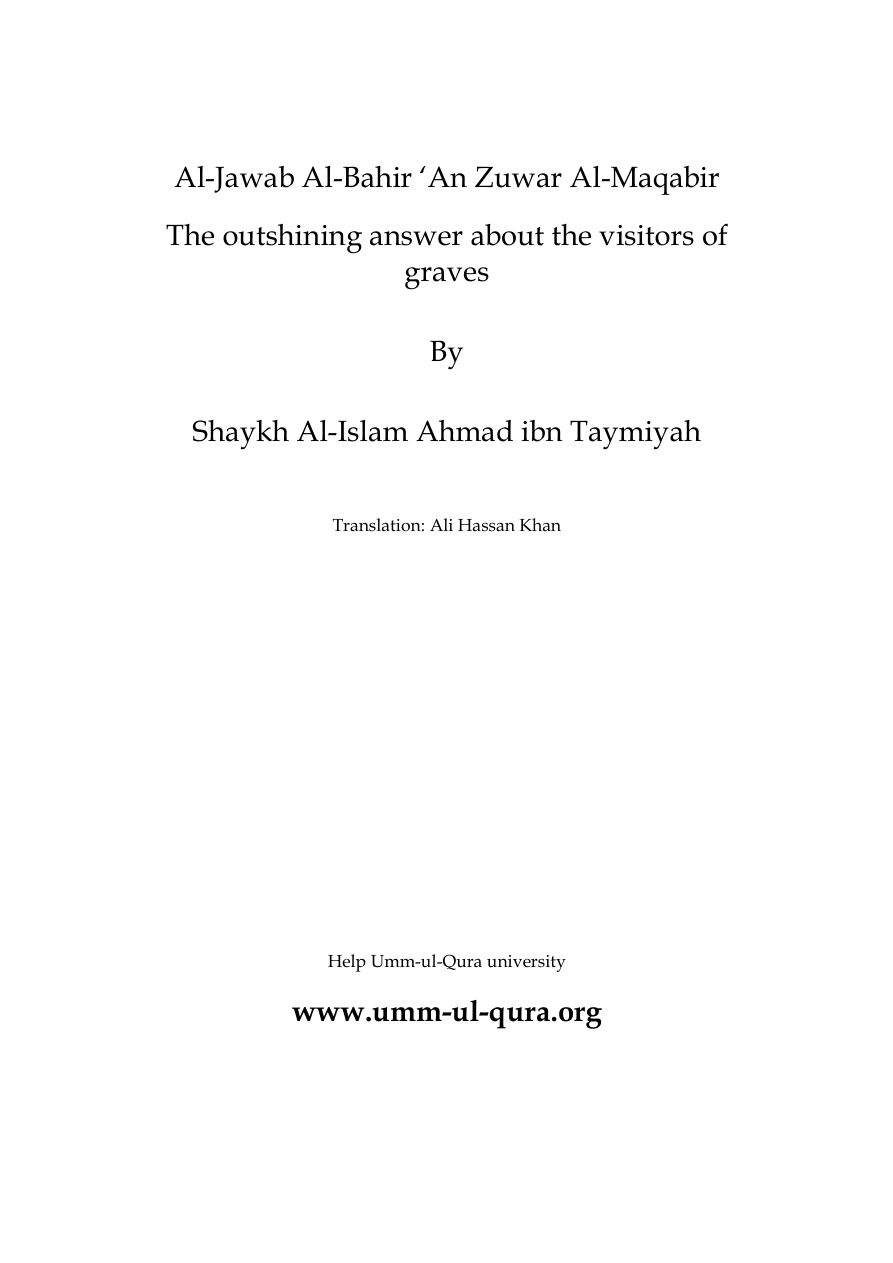 Al-Jawab Al-Bahir ‘An Zuwar Al-Maqabir
The outshining answer about the visitors of
graves
By
Shaykh Al-Islam Ahmad ibn Taymiyah
Translation: Ali Hassan Khan
Help Umm-ul-Qura university
www.umm-ul-qura.org